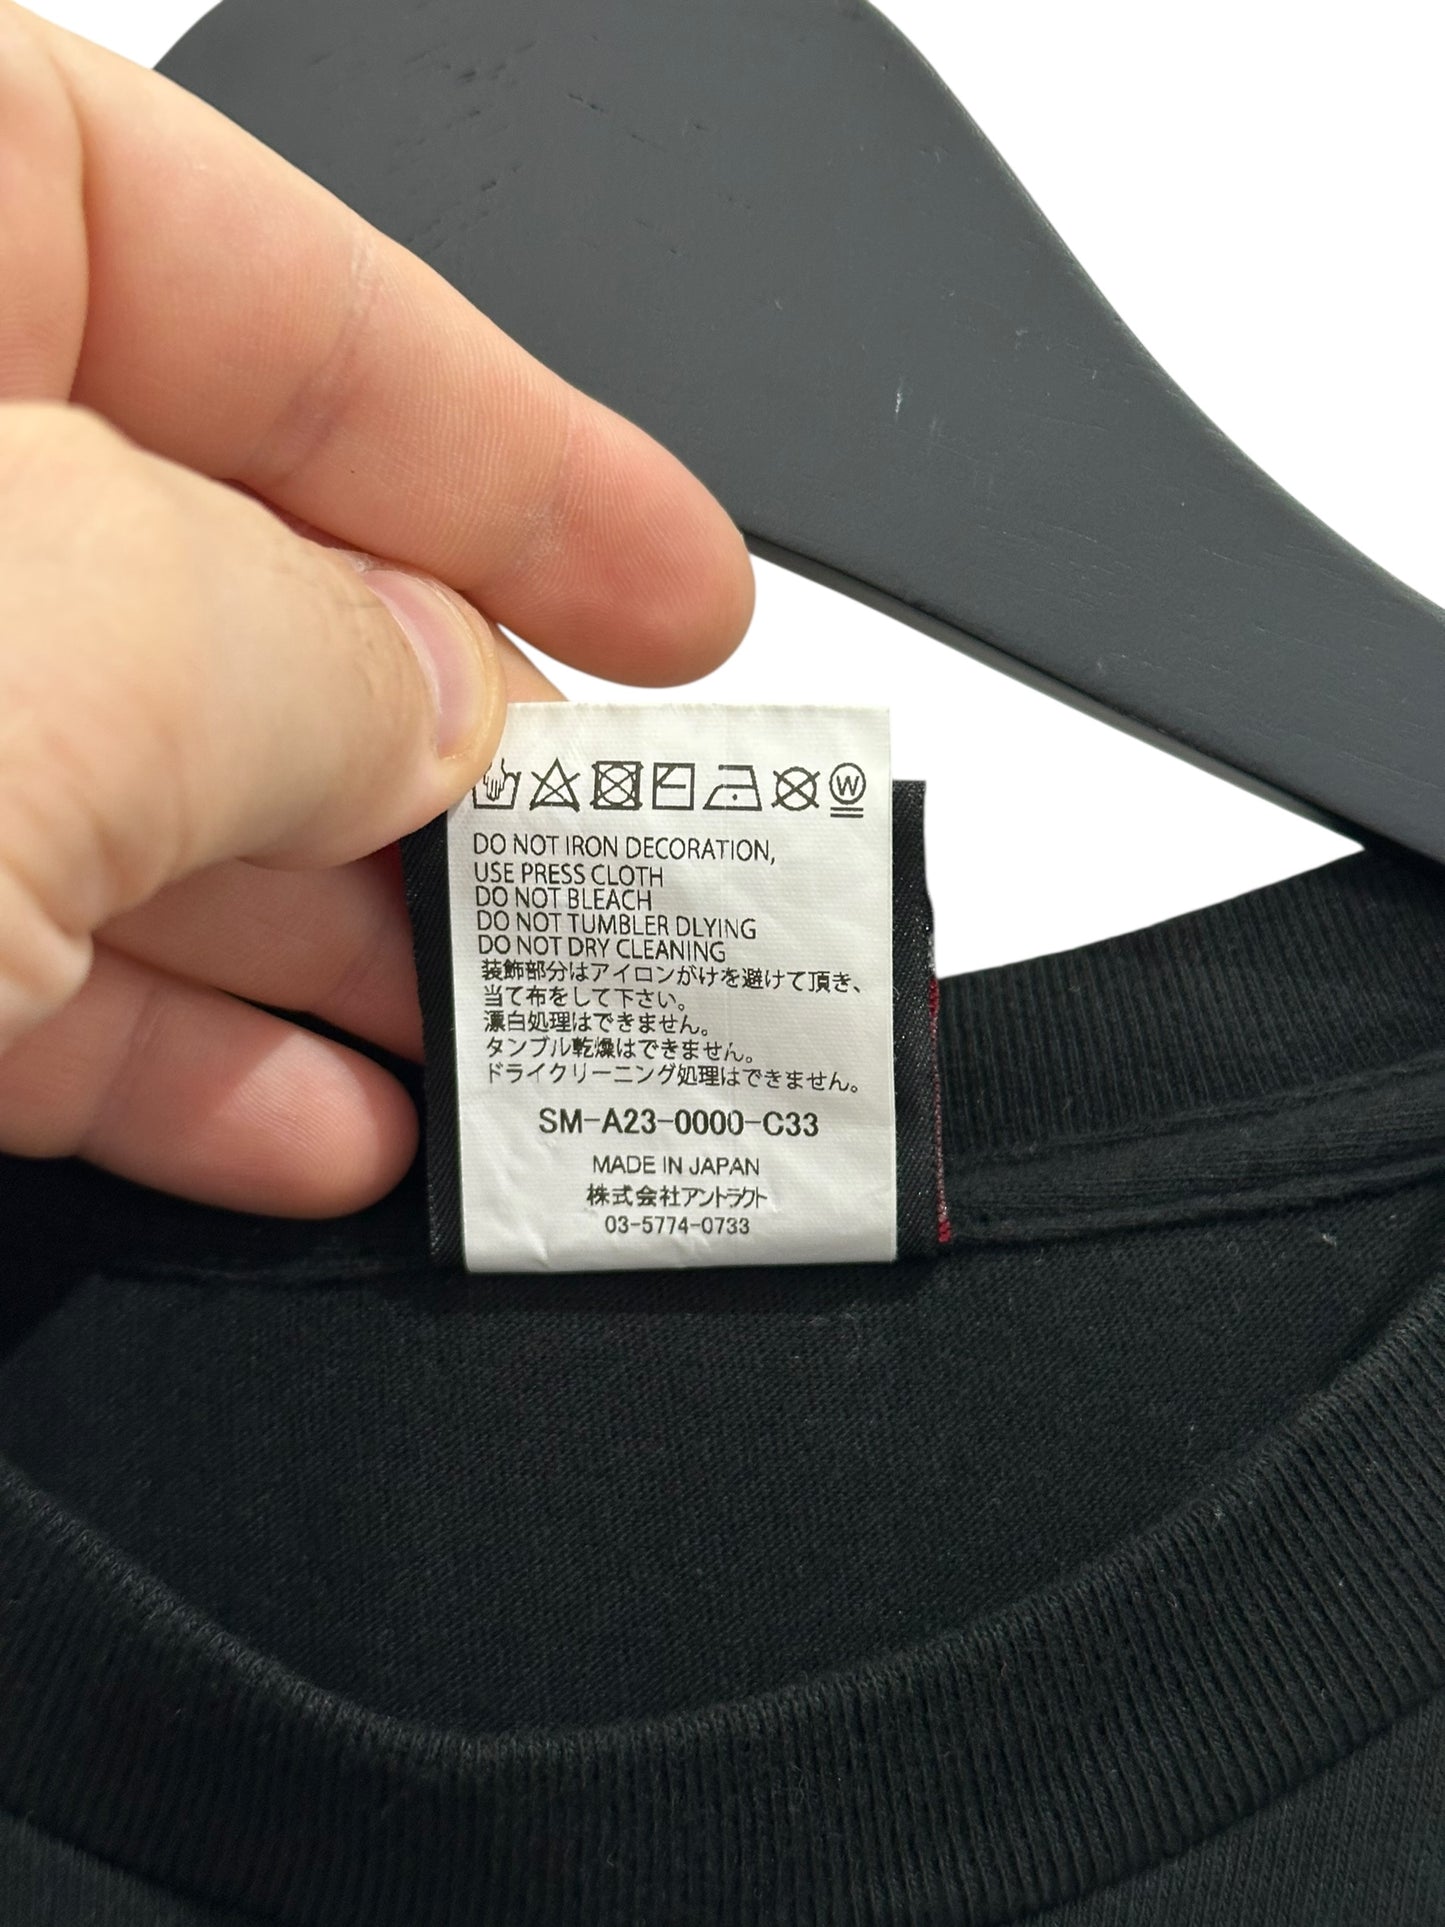 W
DO NOT IRON DECORATION,
USE PRESS CLOTH
DO NOT BLEACH
DO NOT TUMBLER DLYING
DO NOT DRY CLEANING
装飾部分はアイロンがけを避けて頂き、
当て布をして下さい。
漂白処理はできません。
タンブル乾燥はできません。
ドライクリーニング処理はできません。
SM-A23-0000-C33
MADE IN JAPAN
株式会社アントラクト
03-5774-0733